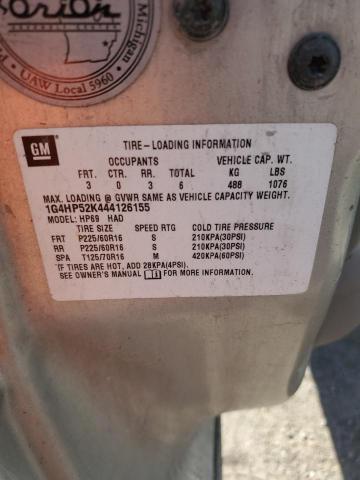 Orion
Michigan
UAW Local 5960
GM
TIRE-LOADING INFORMATION
OCCUPANTS VEHICLE CAP. WT.
FRT. CTR. RR. TOTAL KG LBS
3 0 3 6 488 1076
MAX. LOADING @ GVWR SAME AS VEHICLE CAPACITY WEIGHT.
1G4HP52K444126155
MODEL: HP69 HAD
TIRE SIZE SPEED RTG COLD TIRE PRESSURE
FRT P225/60R16 S 210KPA(30PSI)
RR P225/60R16 S 210KPA(30PSI)
SPA T125/70R16 M 420KPA(60PSI)
*IF TIRES ARE HOT, ADD 28KPA(4PSI)
SEE OWNER'S MANUAL i FOR MORE INFORMATION.